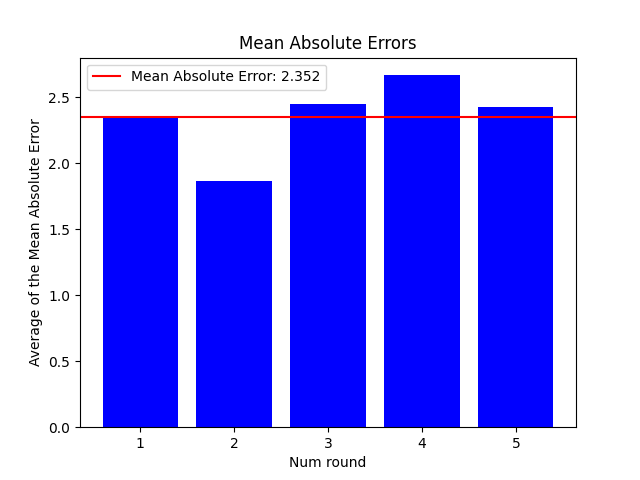 Mean Absolute Errors
Mean Absolute Error: 2.352
Average of the Mean Absolute Error
2.5
2.0
1.5
1.0
0.5
0.0
1 2 3 4 5
Num round